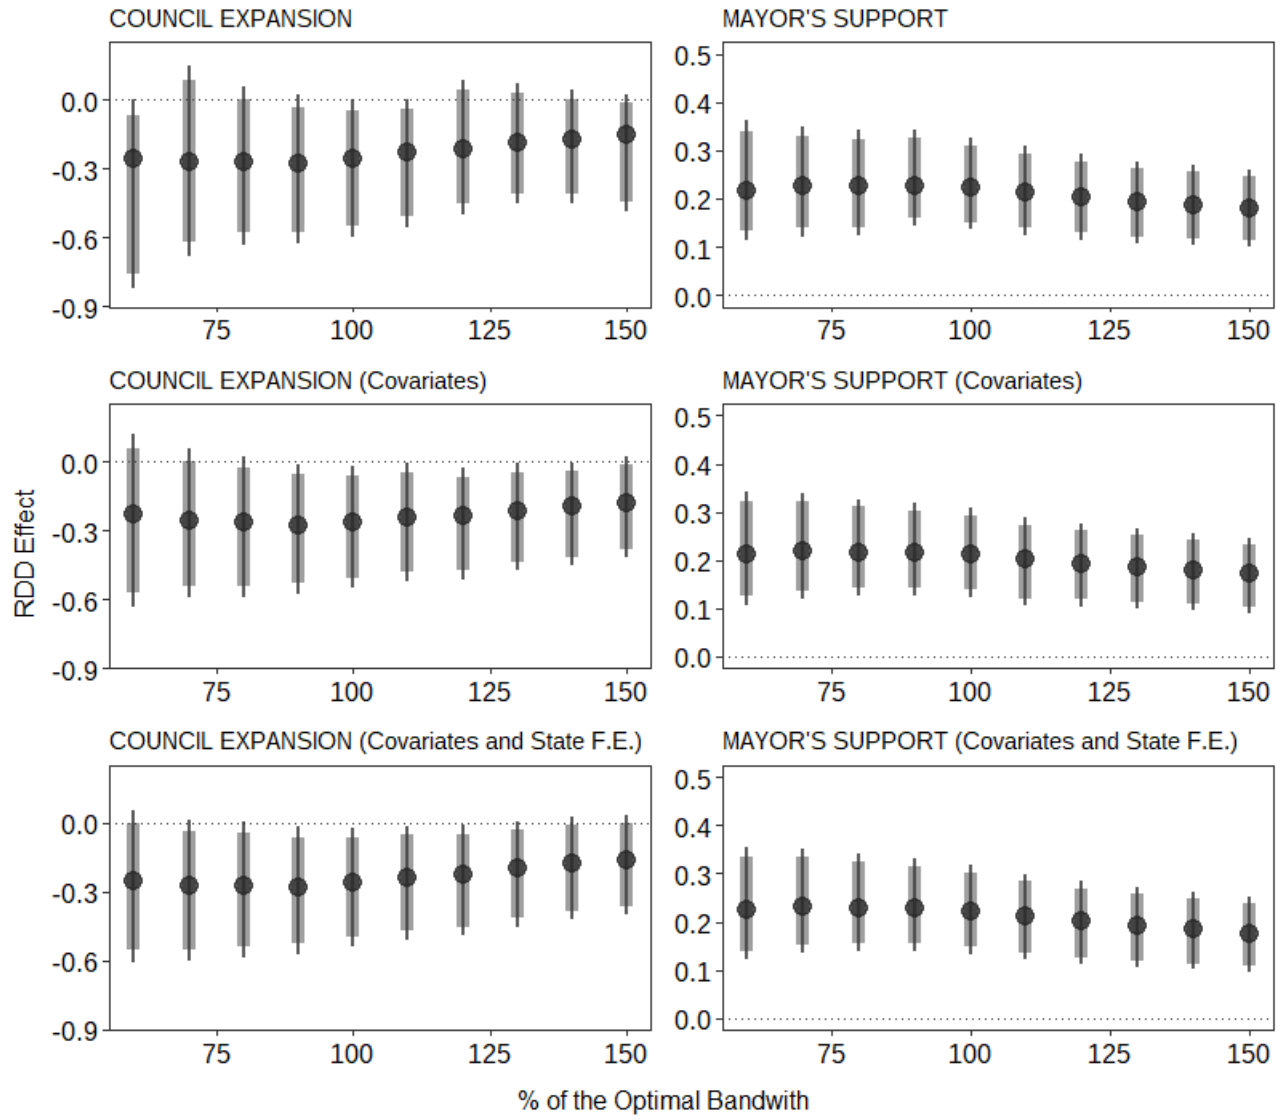 COUNCIL EXPANSION
MAYOR'S SUPPORT
0.0
-0.3
-0.6
-0.9
75 100 125 150
0.5
0.4
0.3
0.2
0.1
0.0
75 100 125 150
COUNCIL EXPANSION (Covariates)
MAYOR'S SUPPORT (Covariates)
0.0
-0.3
-0.6
-0.9
75 100 125 150
0.5
0.4
0.3
0.2
0.1
0.0
75 100 125 150
RDD Effect
COUNCIL EXPANSION (Covariates and State F.E.)
MAYOR'S SUPPORT (Covariates and State F.E.)
0.0
-0.3
-0.6
-0.9
75 100 125 150
0.5
0.4
0.3
0.2
0.1
0.0
75 100 125 150
% of the Optimal Bandwith